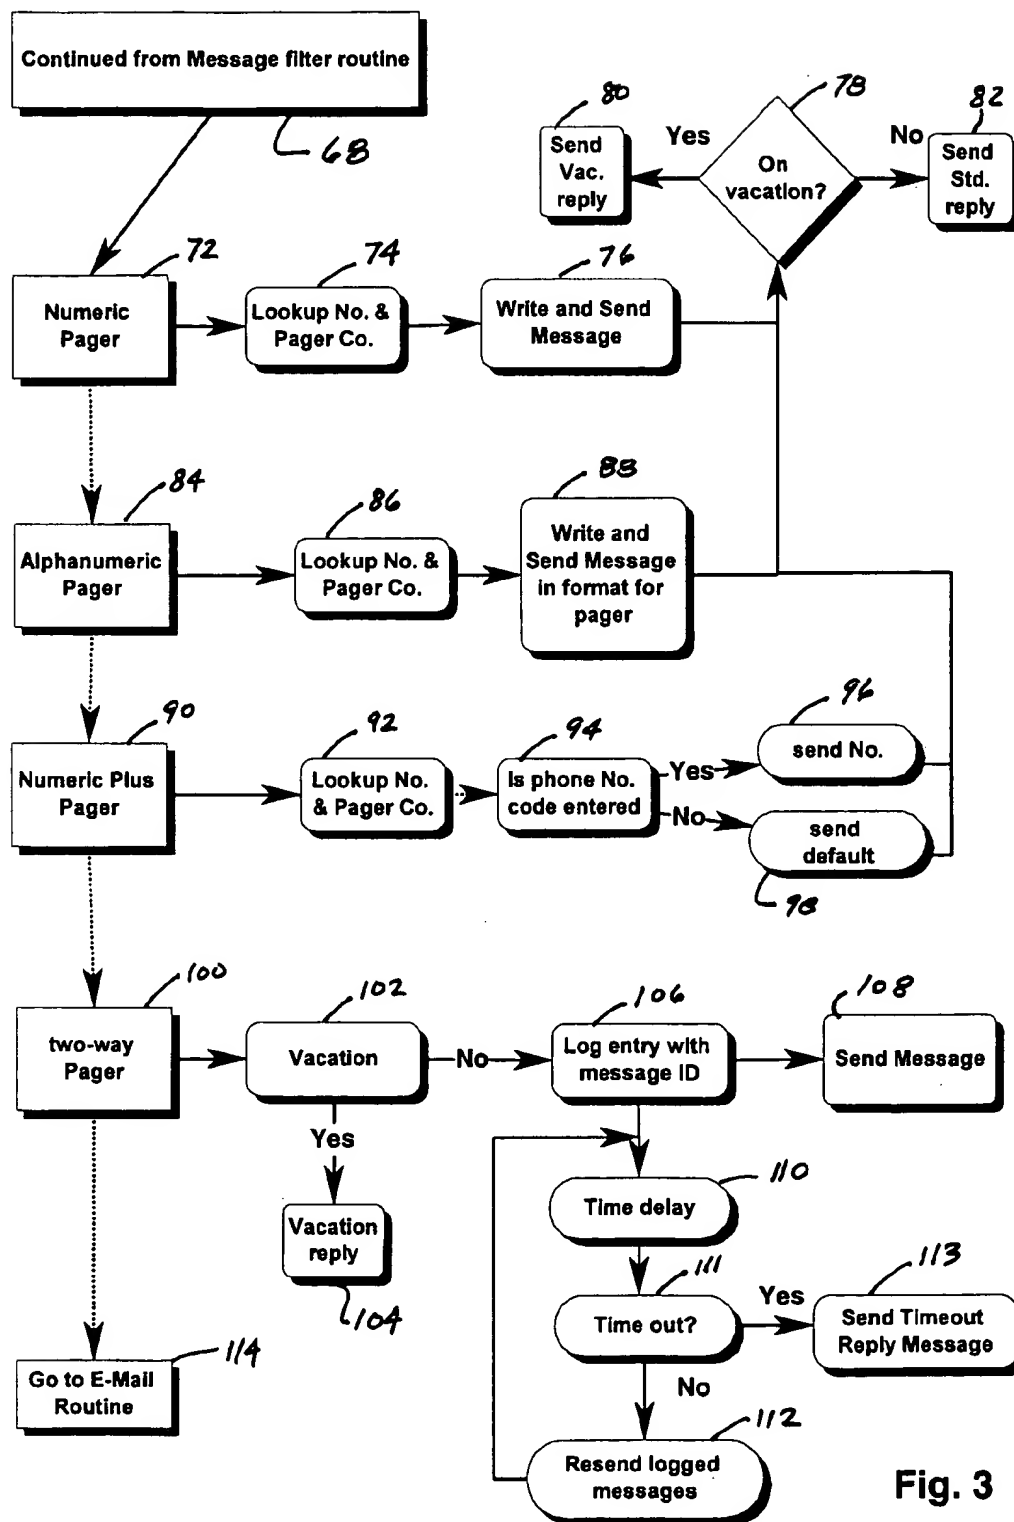 Continued from Message filter routine
68
80
78
82
Send
Vac.
reply
Yes
On
vacation?
No
Send
Std.
reply
72
74
76
Numeric
Pager
Lookup No. &
Pager Co.
Write and Send
Message
84
86
88
Alphanumeric
Pager
Lookup No. &
Pager Co.
Write and
Send Message
in format for
pager
90
92
94
96
Numeric Plus
Pager
Lookup No.
& Pager Co.
Is phone No.
code entered
Yes
send No.
No
send
default
98
100
102
106
108
two-way
Pager
Vacation
No
Log entry with
message ID
Send Message
Yes
Vacation
reply
104
110
Time delay
111
113
Time out?
Yes
Send Timeout
Reply Message
No
114
Go to E-Mail
Routine
112
Resend logged
messages
Fig. 3